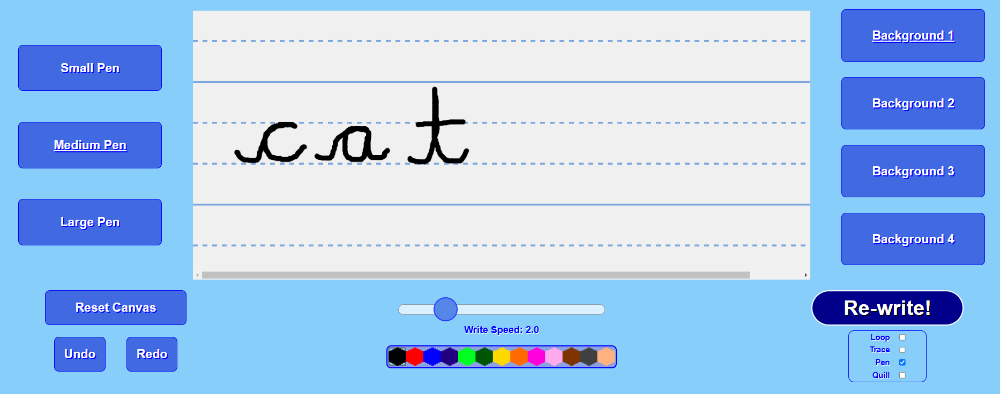 Background 1
Small Pen
Background 2
cat
Medium Pen
Background 3
Large Pen
Background 4
Reset Canvas
Re-write!
Write Speed: 2.0
Loop
Undo Redo
Trace
Pen
Quill